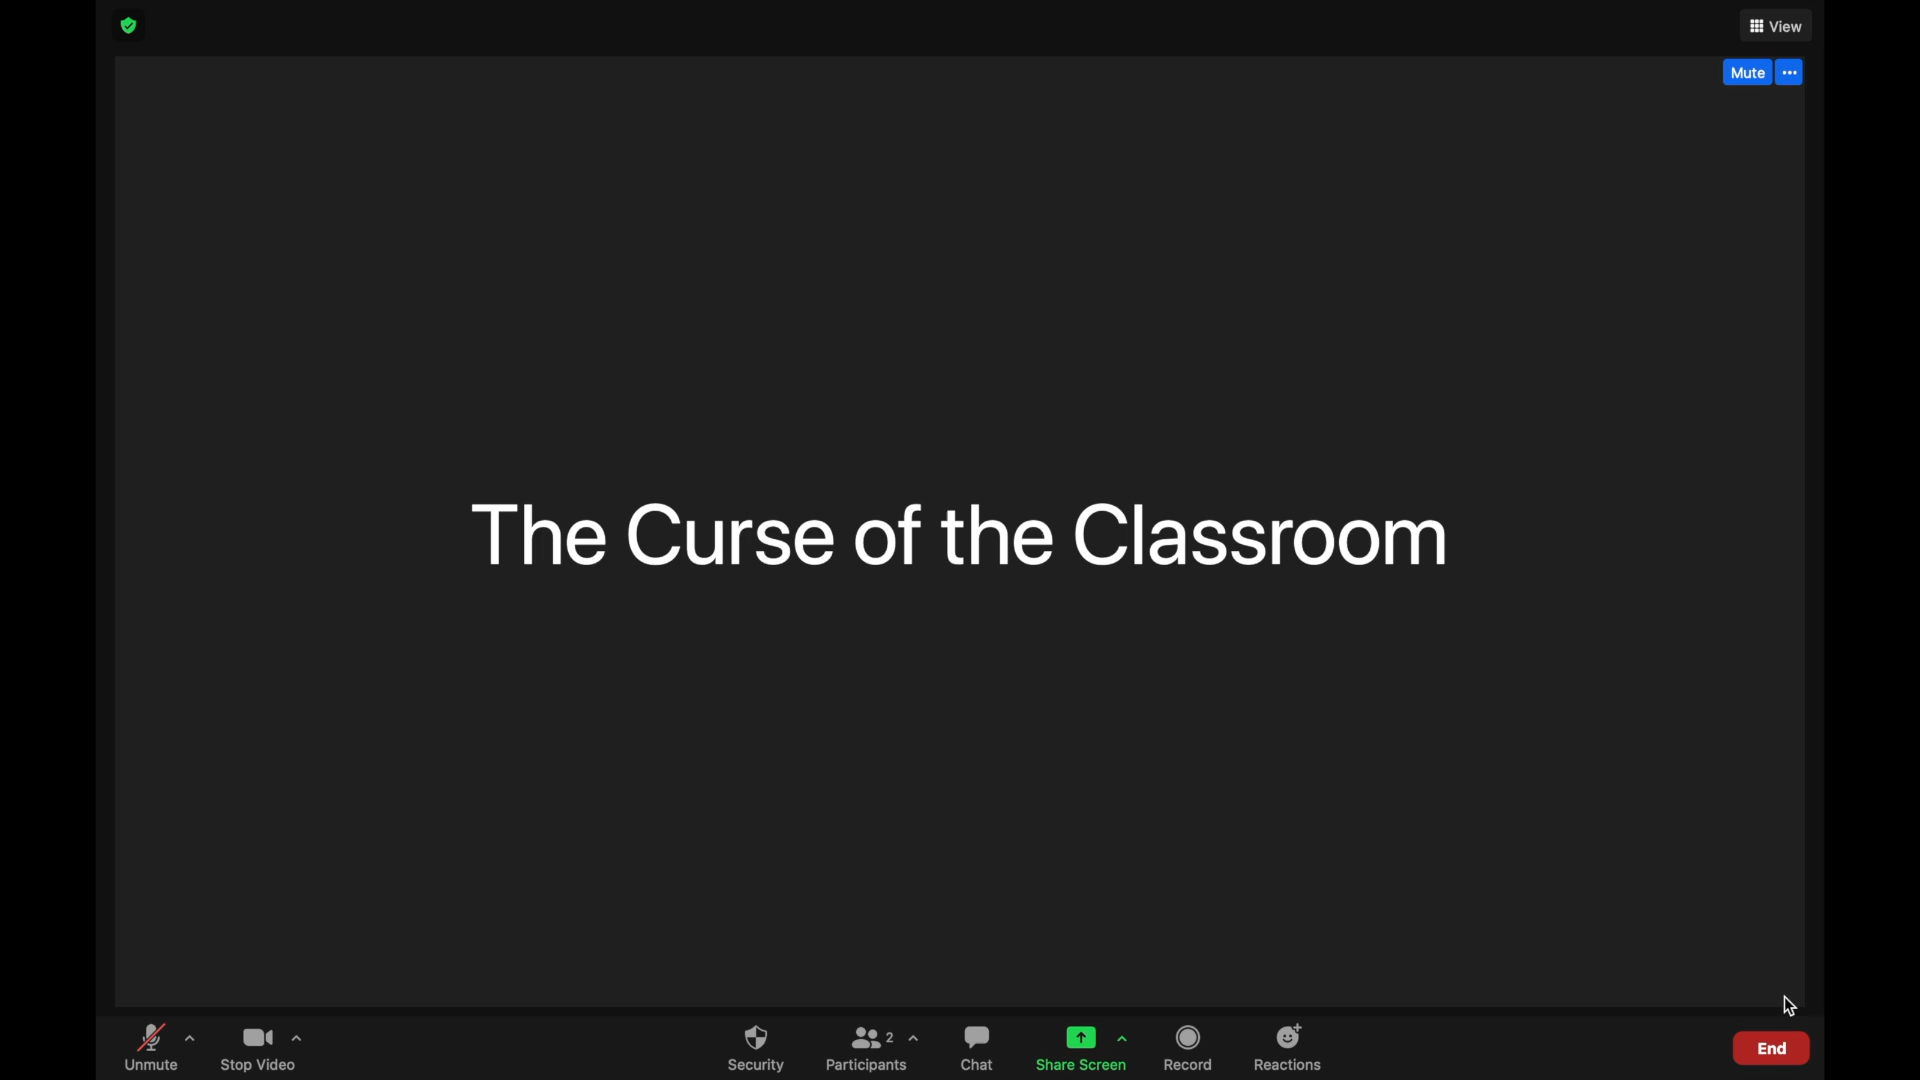 View
Mute
The Curse of the Classroom
2
Unmute
Stop Video
Security
Participants
Chat
Share Screen
Record
Reactions
End